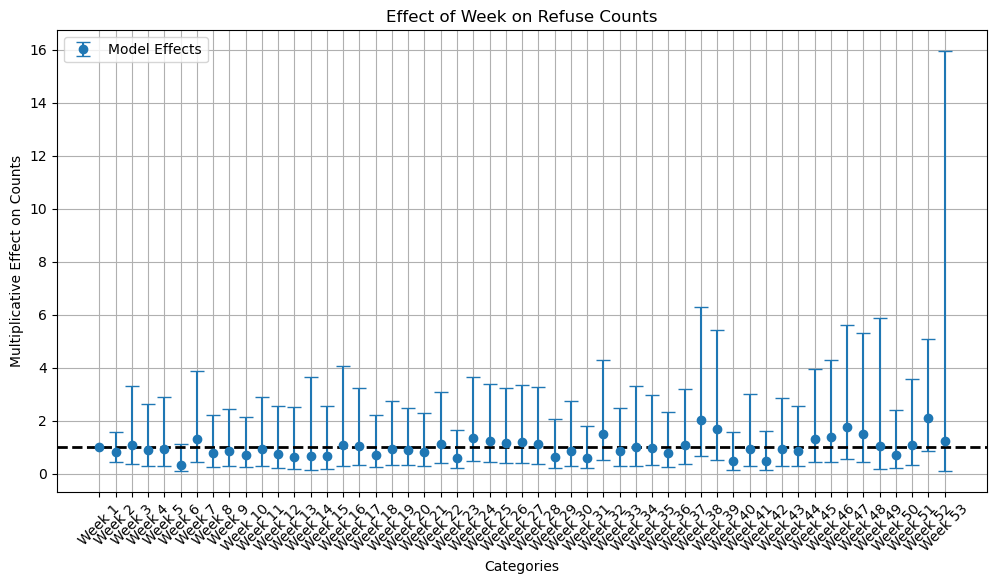 Effect of Week on Refuse Counts
Model Effects
16
14
12
10
8
6
4
2
0
Multiplicative Effect on Counts
Week 1
Week 2
Week 3
Week 4
Week 5
Week 6
Week 7
Week 8
Week 9
Week 10
Week 11
Week 12
Week 13
Week 14
Week 15
Week 16
Week 17
Week 18
Week 19
Week 20
Week 21
Week 22
Week 23
Week 24
Week 25
Week 26
Week 27
Week 28
Week 29
Week 30
Week 31
Week 32
Week 33
Week 34
Week 35
Week 36
Week 37
Week 38
Week 39
Week 40
Week 41
Week 42
Week 43
Week 44
Week 45
Week 46
Week 47
Week 48
Week 49
Week 50
Week 51
Week 52
Week 53
Categories